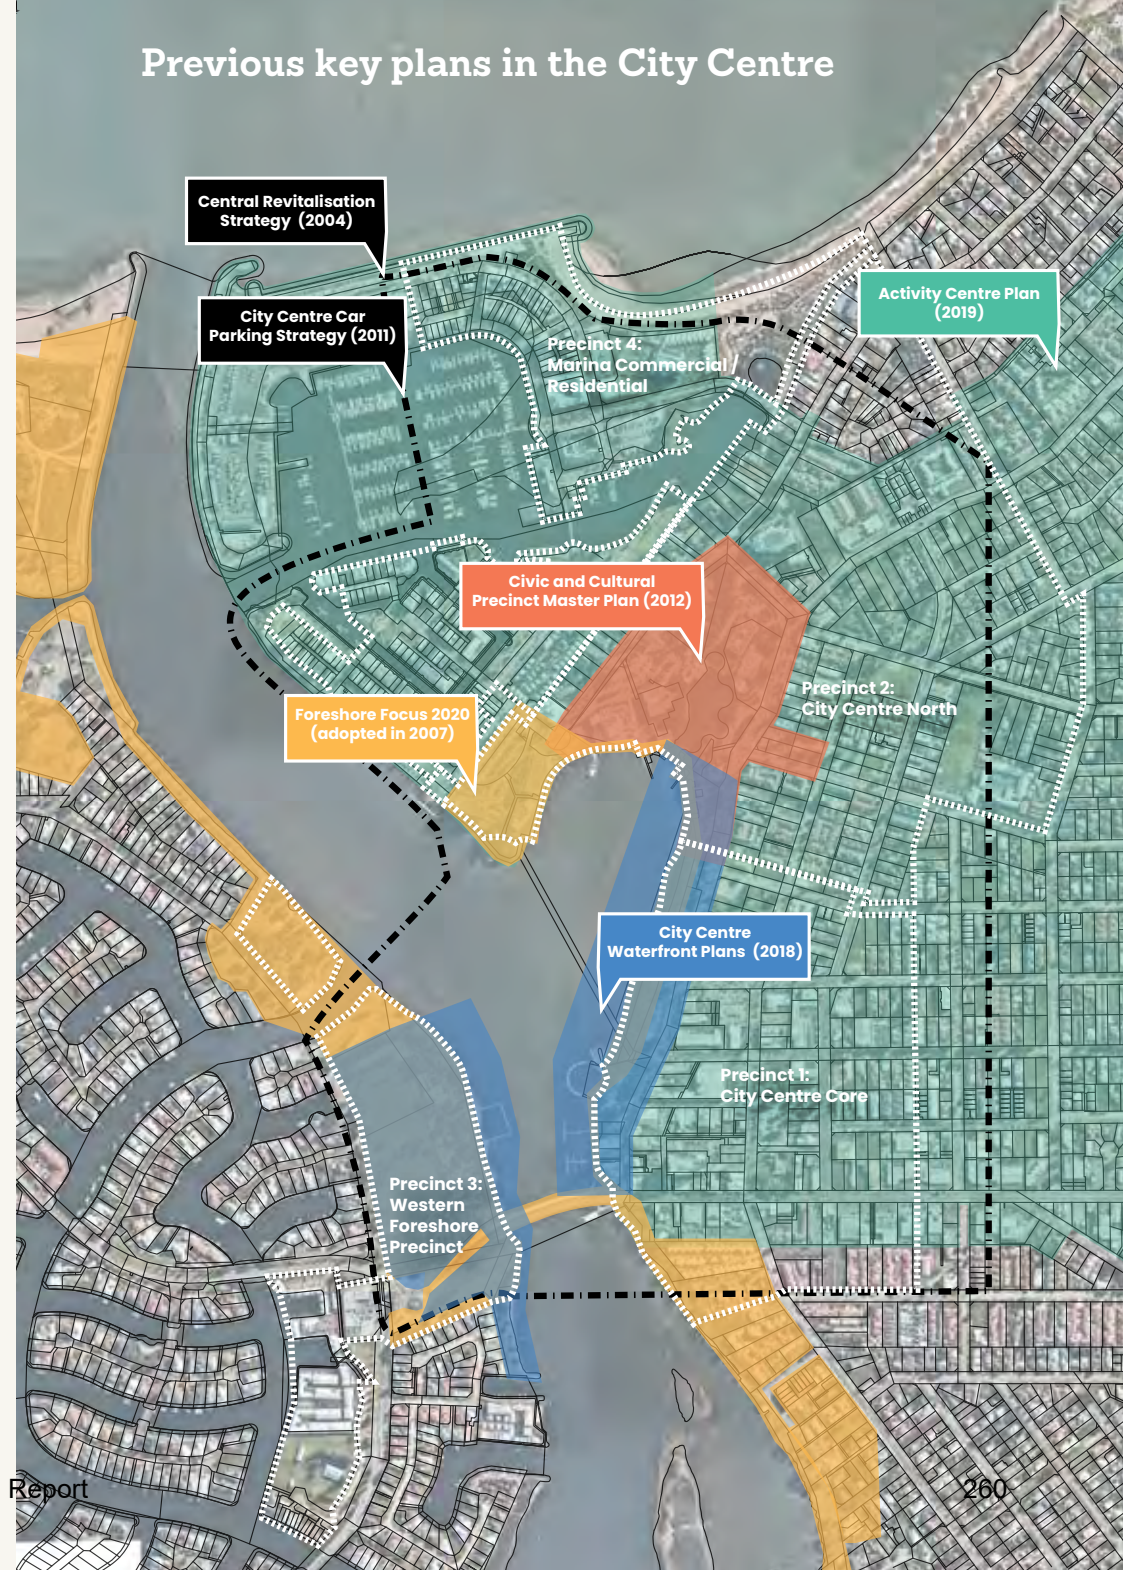 Previous key plans in the City Centre
Central Revitalisation
Strategy (2004)
City Centre Car
Parking Strategy (2011)
Activity Centre Plan
(2019)
Precinct 4:
Marina Commercial /
Residential
Civic and Cultural
Precinct Master Plan (2012)
Precinct 2:
City Centre North
Foreshore Focus 2020
(adopted in 2007)
City Centre
Waterfront Plans (2018)
Precinct 1:
City Centre Core
Precinct 3:
Western
Foreshore
Precinct
Report
260